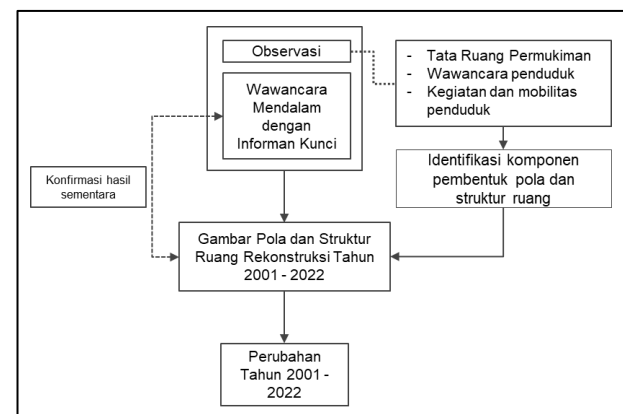 Observasi
Wawancara
Mendalam
dengan
Informan Kunci
- Tata Ruang Permukiman
- Wawancara penduduk
- Kegiatan dan mobilitas
penduduk
Identifikasi komponen
pembentuk pola dan
struktur ruang
Konfirmasi hasil
sementara
Gambar Pola dan Struktur
Ruang Rekonstruksi Tahun
2001 - 2022
Perubahan
Tahun 2001 -
2022